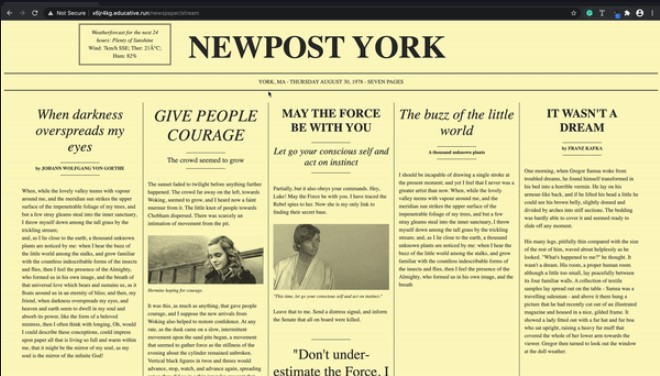 Not Secure x6jr4kg.educative.run/newspaper/stream
Weatherforcast for the next 24
hours: Plenty of Sunshine
Wind: 7km/h SSE; Ther: 21Â°C;
Hum: 82%
NEWPOST YORK
YORK, MA - THURSDAY AUGUST 30, 1978 - SEVEN PAGES
When darkness
overspreads my
eyes
by JOHANN WOLFGANG VON GOETHE
When, while the lovely valley teems with vapour
around me, and the meridian sun strikes the upper
surface of the impenetrable foliage of my trees, and
but a few stray gleams steal into the inner sanctuary,
I throw myself down among the tall grass by the
trickling stream;
and, as I lie close to the earth, a thousand unknown
plants are noticed by me: when I hear the buzz of
the little world among the stalks, and grow familiar
with the countless indescribable forms of the insects
and flies, then I feel the presence of the Almighty,
who formed us in his own image, and the breath of
that universal love which bears and sustains us, as it
floats around us in an eternity of bliss; and then, my
friend, when darkness overspreads my eyes, and
heaven and earth seem to dwell in my soul and
absorb its power, like the form of a beloved
mistress, then I often think with longing, Oh, would
I could describe these conceptions, could impress
upon paper all that is living so full and warm within
me, that it might be the mirror of my soul, as my
soul is the mirror of the infinite God!
GIVE PEOPLE
COURAGE
The crowd seemed to grow
The sunset faded to twilight before anything further
happened. The crowd far away on the left, towards
Woking, seemed to grow, and I heard now a faint
murmur from it. The little knot of people towards
Chobham dispersed. There was scarcely an
intimation of movement from the pit.
Hermine hoping for courage.
It was this, as much as anything, that gave people
courage, and I suppose the new arrivals from
Woking also helped to restore confidence. At any
rate, as the dusk came on a slow, intermittent
movement upon the sand pits began, a movement
that seemed to gather force as the stillness of the
evening about the cylinder remained unbroken.
Vertical black figures in twos and threes would
advance, stop, watch, and advance again, spreading
MAY THE FORCE
BE WITH YOU
Let go your conscious self and
act on instinct
Partially, but it also obeys your commands. Hey,
Luke! May the Force be with you. I have traced the
Rebel spies to her. Now she is my only link to
finding their secret base.
"This time, let go your conscious self and act on instinct."
Leave that to me. Send a distress signal, and inform
the Senate that all on board were killed.
"Don't under-
estimate the Force. I
The buzz of the little
world
A thousand unknown plants
I should be incapable of drawing a single stroke at
the present moment; and yet I feel that I never was a
greater artist than now. When, while the lovely
valley teems with vapour around me, and the
meridian sun strikes the upper surface of the
impenetrable foliage of my trees, and but a few stray
gleams steal into the inner sanctuary, I throw
myself down among the tall grass by the trickling
stream; and, as I lie close to the earth, a thousand
unknown plants are noticed by me: when I hear the
buzz of the little world among the stalks, and grow
familiar with the countless indescribable forms of
the insects and flies, then I feel the presence of the
Almighty, who formed us in his own image, and the
breath
IT WASN'T A
DREAM
by FRANZ KAFKA
One morning, when Gregor Samsa woke from
troubled dreams, he found himself transformed in
his bed into a horrible vermin. He lay on his
armour-like back, and if he lifted his head a little he
could see his brown belly, slightly domed and
divided by arches into stiff sections. The bedding
was hardly able to cover it and seemed ready to
slide off any moment.
His many legs, pitifully thin compared with the size
of the rest of him, waved about helplessly as he
looked. "What's happened to me?" he thought. It
wasn't a dream. His room, a proper human room
although a little too small, lay peacefully between
its four familiar walls. A collection of textile
samples lay spread out on the table - Samsa was a
travelling salesman - and above it there hung a
picture that he had recently cut out of an illustrated
magazine and housed in a nice, gilded frame. It
showed a lady fitted out with a fur hat and fur boa
who sat upright, raising a heavy fur muff that
covered the whole of her lower arm towards the
viewer. Gregor then turned to look out the window
at the dull weather.